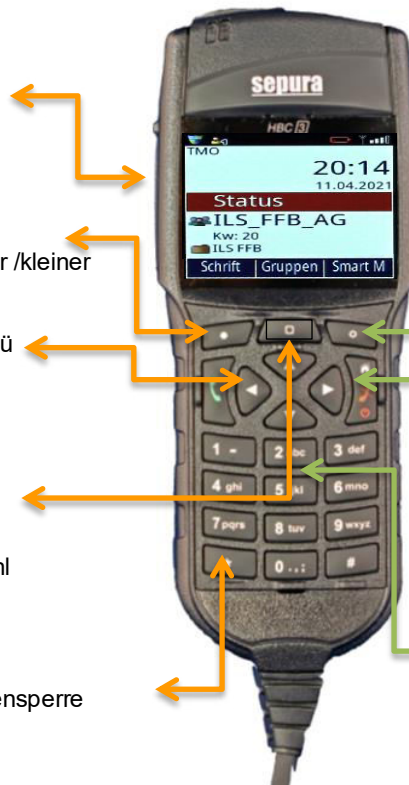 sepura
HBC 3
TMO
20:14
11.04.2021
Status
ILS_FFB_AG
Kw: 20
ILS FFB
Schrift Gruppen Smart M
r /kleiner
ü
1
2 abc
3 def
4 ghi
5 jkl
6 mno
7 pqrs
8 tuv
9 wxyz
0 .,:
#
hl
ensperre